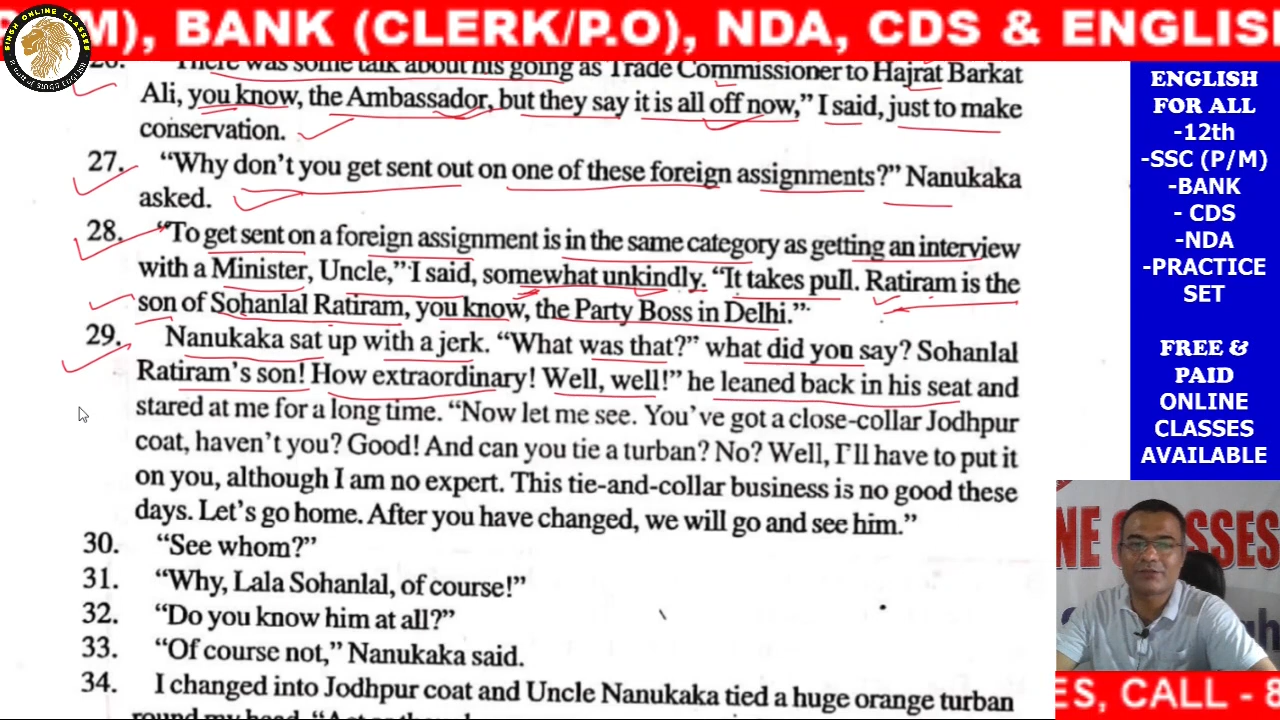 M), BANK (CLERK/P.O), NDA, CDS & ENGLIS
SINGH ONLINE CLASSES
There was some talk about his going as Trade Commissioner to Hajrat Barkat
Ali, you know, the Ambassador, but they say it is all off now,” I said, just to make
conservation.
27. “Why don’t you get sent out on one of these foreign assignments?” Nanukaka
asked.
28. “To get sent on a foreign assignment is in the same category as getting an interview
with a Minister, Uncle,” I said, somewhat unkindly. “It takes pull. Ratiram is the
son of Sohanlal Ratiram, you know, the Party Boss in Delhi.”
29. Nanukaka sat up with a jerk. “What was that?” what did you say? Sohanlal
Ratiram’s son! How extraordinary! Well, well!” he leaned back in his seat and
stared at me for a long time. “Now let me see. You’ve got a close-collar Jodhpur
coat, haven’t you? Good! And can you tie a turban? No? Well, I’ll have to put it
on you, although I am no expert. This tie-and-collar business is no good these
days. Let’s go home. After you have changed, we will go and see him.”
30. “See whom?”
31. “Why, Lala Sohanlal, of course!”
32. “Do you know him at all?”
33. “Of course not,” Nanukaka said.
34. I changed into Jodhpur coat and Uncle Nanukaka tied a huge orange turban
round my head.
ENGLISH
FOR ALL
-12th
-SSC (P/M)
-BANK
- CDS
-NDA
-PRACTICE
SET
FREE &
PAID
ONLINE
CLASSES
AVAILABLE
NE C SSES
gh
ES, CALL - 8